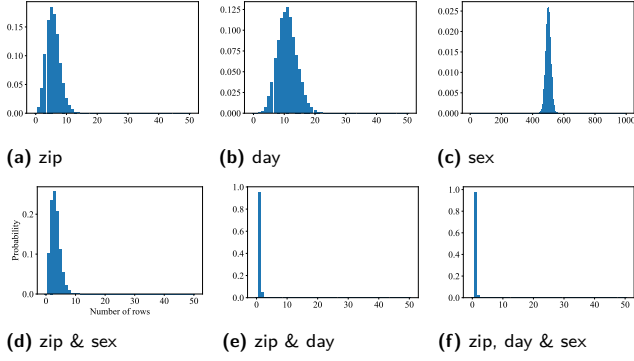 0.15
0.10
0.05
0.00
0 10 20 30 40 50
(a) zip
0.125
0.100
0.075
0.050
0.025
0.000
0 10 20 30 40 50
(b) day
0.025
0.020
0.015
0.010
0.005
0.000
0 200 400 600 800 1000
(c) sex
Probability
0.2
0.1
0.0
0 10 20 30 40 50
Number of rows
(d) zip & sex
1.0
0.8
0.6
0.4
0.2
0.0
0 10 20 30 40 50
(e) zip & day
1.0
0.8
0.6
0.4
0.2
0.0
0 10 20 30 40 50
(f) zip, day & sex